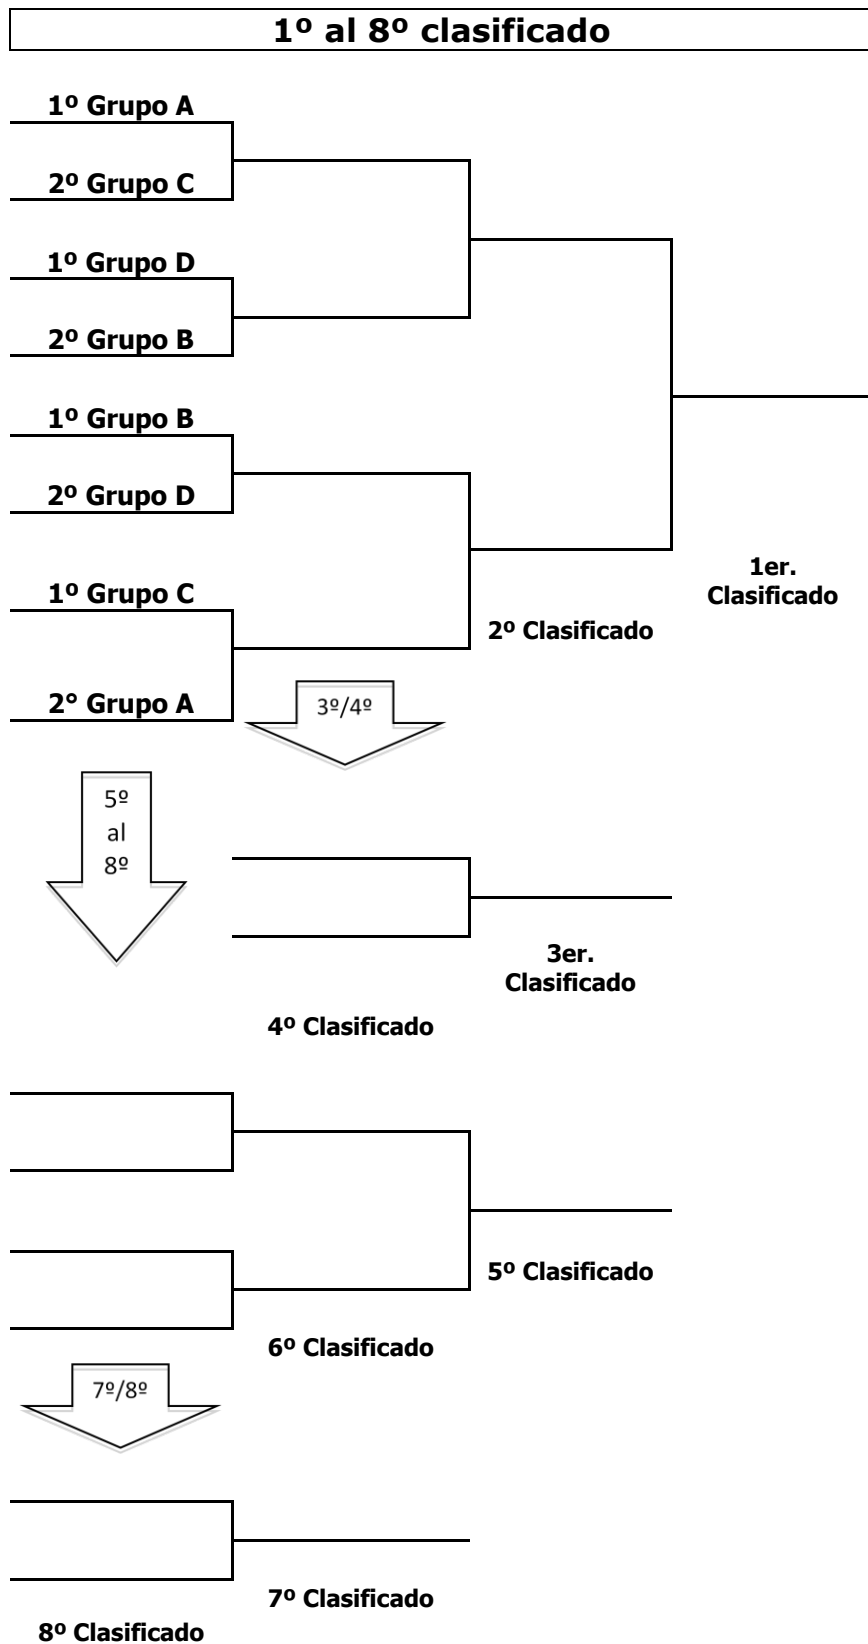 1º al 8º clasificado
1º Grupo A
2º Grupo C
1º Grupo D
2º Grupo B
1º Grupo B
2º Grupo D
1º Grupo C
2° Grupo A
1er.
Clasificado
2º Clasificado
3º/4º
5º
al
8º
3er.
Clasificado
4º Clasificado
5º Clasificado
6º Clasificado
7º/8º
7º Clasificado
8º Clasificado